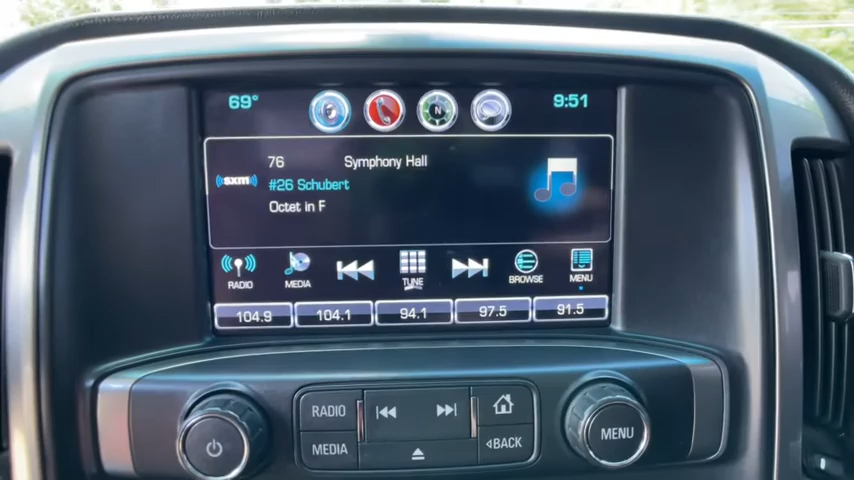 69°
N
9:51
76 Symphony Hall
sxm
#26 Schubert
Octet in F
RADIO MEDIA TUNE BROWSE MENU
104.9 104.1 94.1 97.5 91.5
RADIO
MEDIA
BACK
MENU